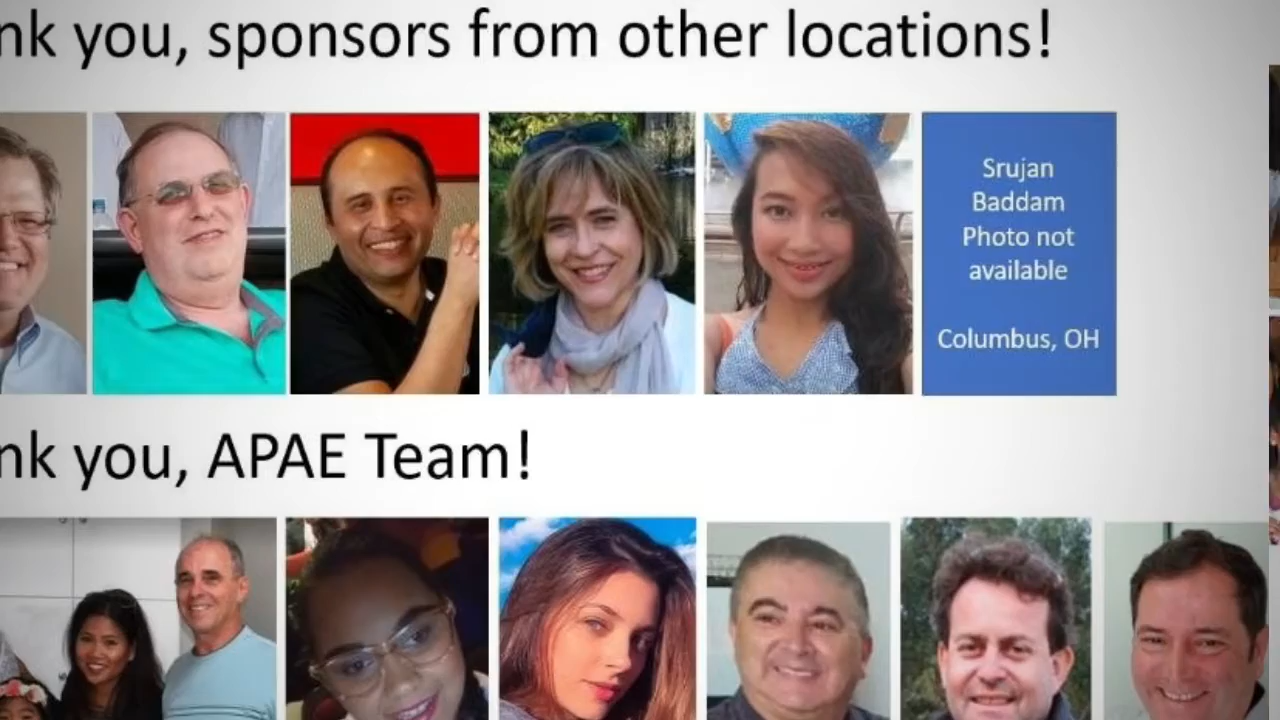 nk you, sponsors from other locations!
Srujan
Baddam
Photo not
available
Columbus, OH
nk you, APAE Team!